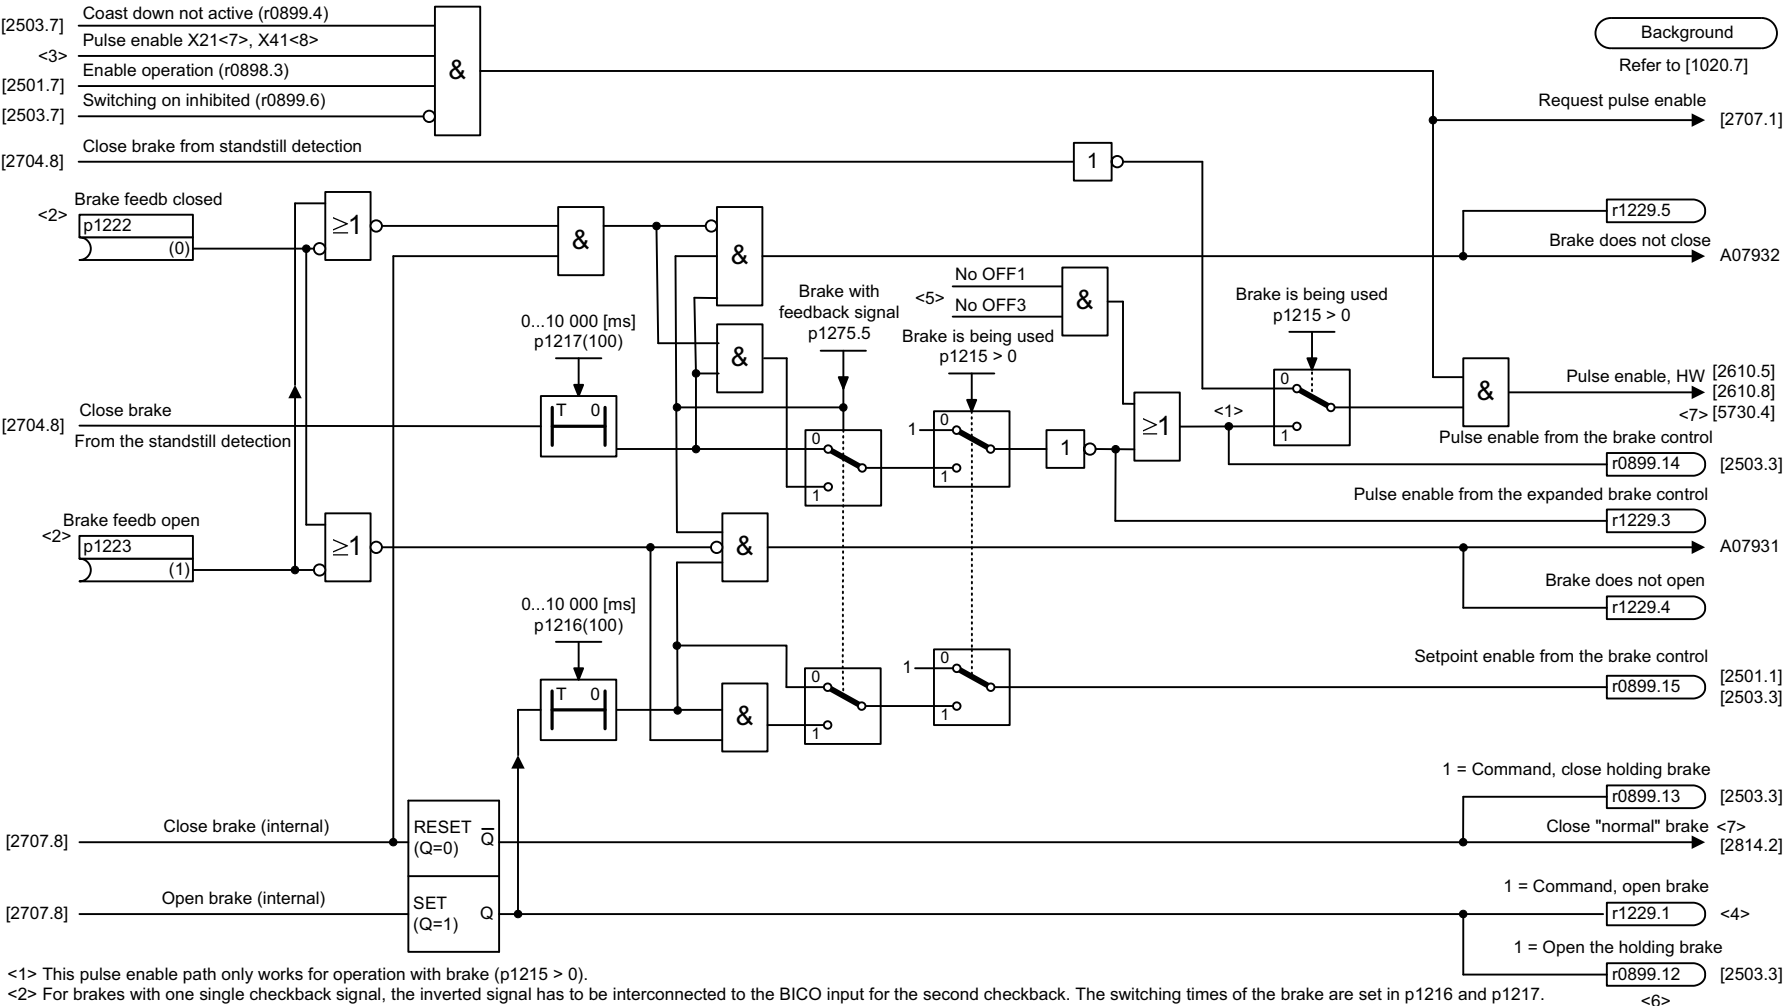 [2503.7] Coast down not active (r0899.4)
<3> Pulse enable X21<7>, X41<8>
[2501.7] Enable operation (r0898.3)
[2503.7] Switching on inhibited (r0899.6)
&
Background
Refer to [1020.7]
Request pulse enable
[2707.1]
[2704.8] Close brake from standstill detection
1
Brake feedb closed
<2>
p1222
(0)
≥1
&
&
r1229.5
Brake does not close
A07932
No OFF1
<5>
No OFF3
&
Brake with
feedback signal
p1275.5
Brake is being used
p1215 > 0
Brake is being used
p1215 > 0
0...10 000 [ms]
p1217(100)
&
0
1
&
Pulse enable, HW
[2610.5]
[2610.8]
<7> [5730.4]
[2704.8] Close brake
From the standstill detection
T 0
0
1
1
0
1
1
≥1
<1>
Pulse enable from the brake control
r0899.14
[2503.3]
Pulse enable from the expanded brake control
r1229.3
Brake feedb open
<2>
p1223
(1)
≥1
&
A07931
Brake does not open
r1229.4
0...10 000 [ms]
p1216(100)
T 0
&
0
1
1
0
1
Setpoint enable from the brake control
r0899.15
[2501.1]
[2503.3]
1 = Command, close holding brake
r0899.13
[2503.3]
[2707.8] Close brake (internal)
RESET
(Q=0)
Q̅
Close "normal" brake <7>
[2814.2]
[2707.8] Open brake (internal)
SET
(Q=1)
Q
1 = Command, open brake
r1229.1
<4>
1 = Open the holding brake
r0899.12
[2503.3]
<6>
<1> This pulse enable path only works for operation with brake (p1215 > 0).
<2> For brakes with one single checkback signal, the inverted signal has to be interconnected to the BICO input for the second checkback. The switching times of the brake are set in p1216 and p1217.